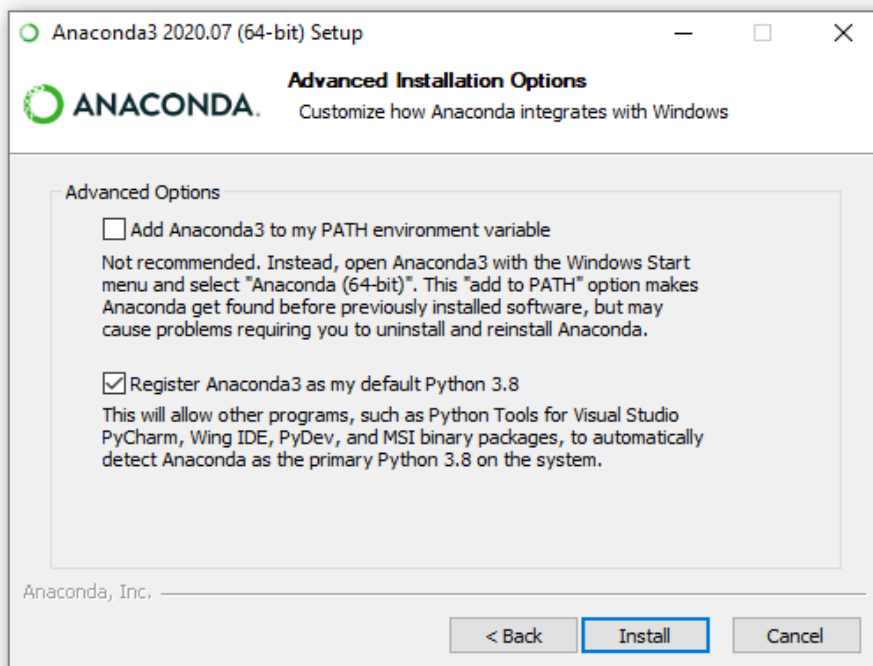 Anaconda3 2020.07 (64-bit) Setup
ANACONDA.
Advanced Installation Options
Customize how Anaconda integrates with Windows
Advanced Options
Add Anaconda3 to my PATH environment variable
Not recommended. Instead, open Anaconda3 with the Windows Start
menu and select "Anaconda (64-bit)". This "add to PATH" option makes
Anaconda get found before previously installed software, but may
cause problems requiring you to uninstall and reinstall Anaconda.
Register Anaconda3 as my default Python 3.8
This will allow other programs, such as Python Tools for Visual Studio
PyCharm, Wing IDE, PyDev, and MSI binary packages, to automatically
detect Anaconda as the primary Python 3.8 on the system.
Anaconda, Inc.
< Back
Install
Cancel